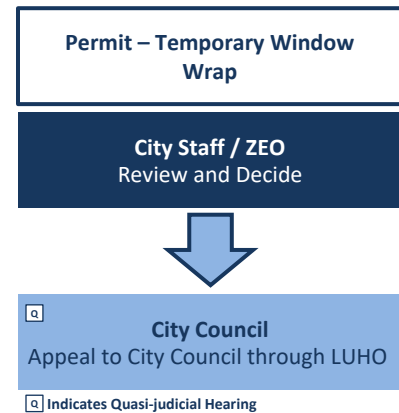 Permit – Temporary Window
Wrap
City Staff / ZEO
Review and Decide
Q
City Council
Appeal to City Council through LUHO
Q Indicates Quasi-judicial Hearing